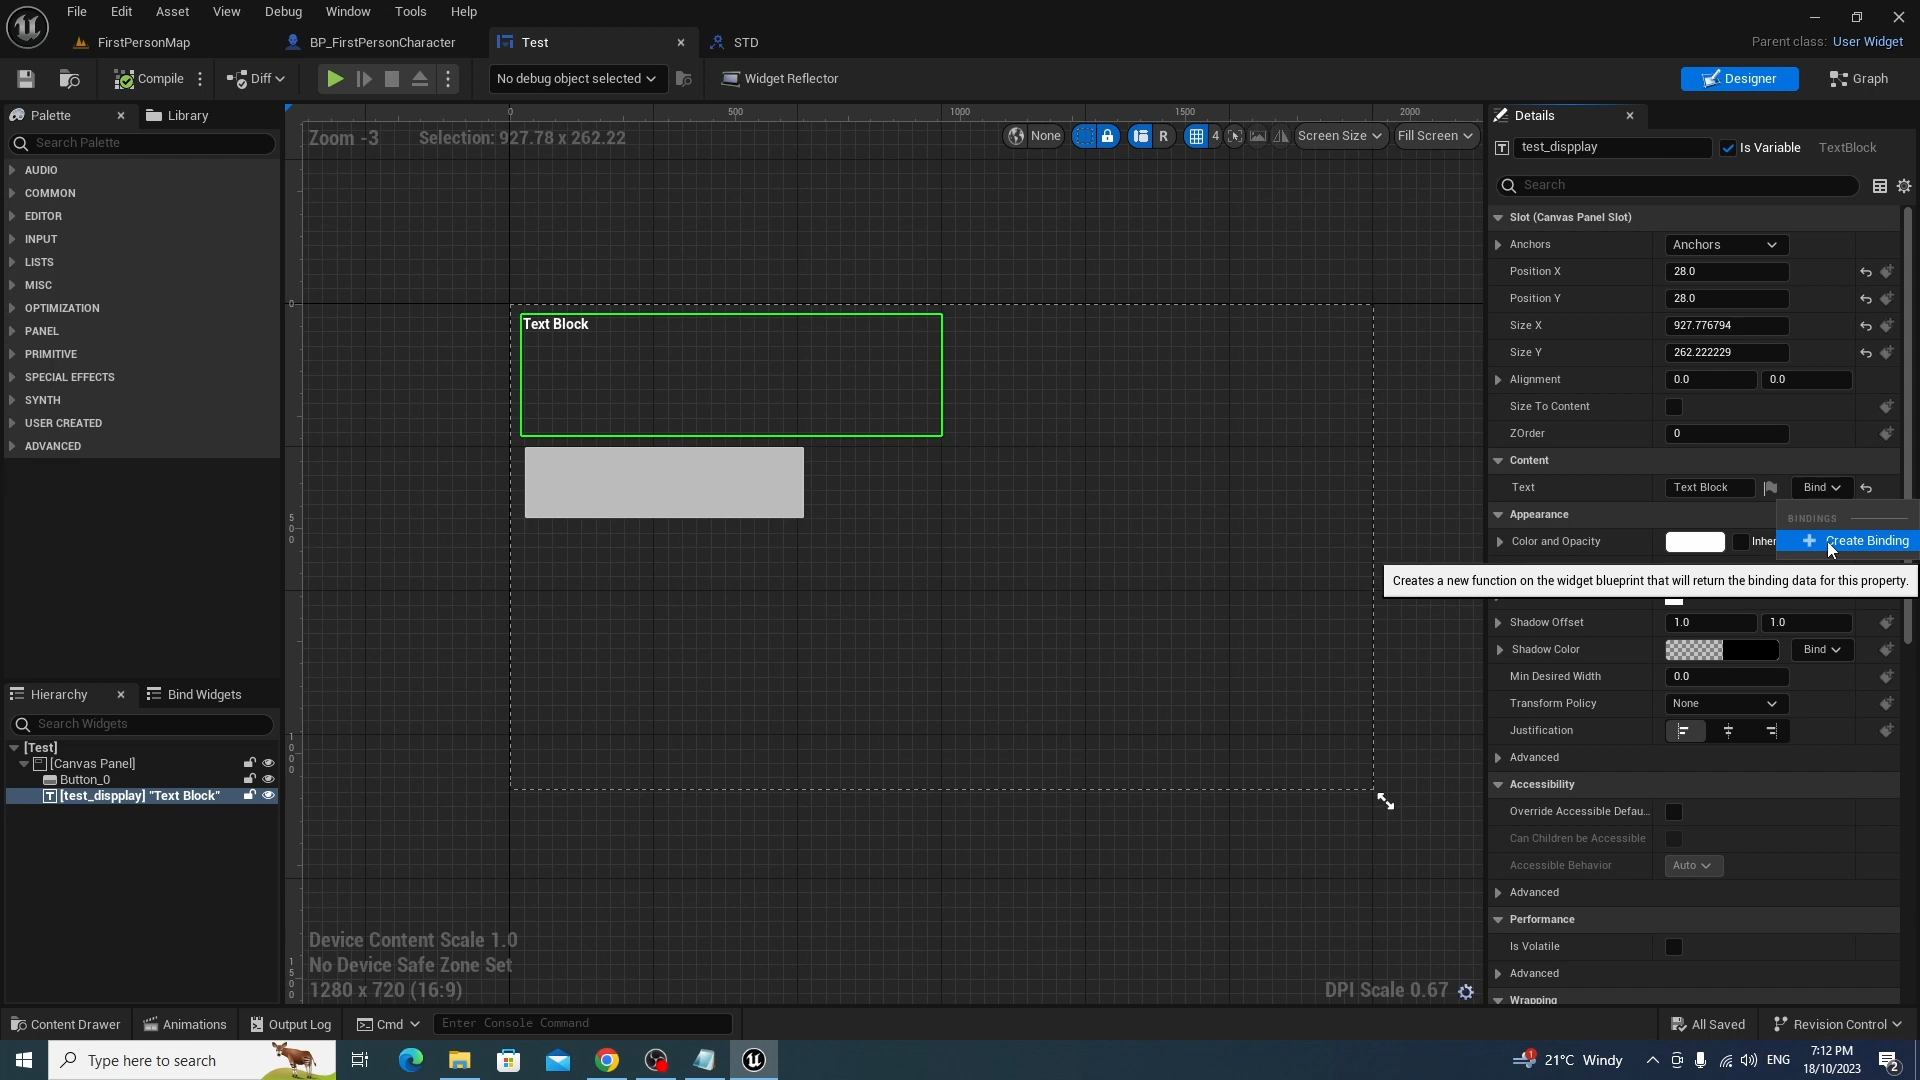 File Edit Asset View Debug Window Tools Help
FirstPersonMap BP_FirstPersonCharacter Test STD
Parent class: User Widget
Compile Diff No debug object selected Widget Reflector Designer Graph
Palette Library
Search Palette
AUDIO
COMMON
EDITOR
INPUT
LISTS
MISC
OPTIMIZATION
PANEL
PRIMITIVE
SPECIAL EFFECTS
SYNTH
USER CREATED
ADVANCED
Hierarchy Bind Widgets
Search Widgets
[Test]
[Canvas Panel]
Button_0
[test_dispplay] "Text Block"
0 500 1000 1500 2000
Zoom -3 Selection: 927.78 x 262.22
None R 4 Screen Size Fill Screen
0
500
1000
1500
Text Block
Device Content Scale 1.0
No Device Safe Zone Set
1280 x 720 (16:9)
DPI Scale 0.67
Details
test_dispplay Is Variable TextBlock
Search
Slot (Canvas Panel Slot)
Anchors Anchors
Position X 28.0
Position Y 28.0
Size X 927.776794
Size Y 262.222229
Alignment 0.0 0.0
Size To Content
ZOrder 0
Content
Text Text Block Bind
Appearance
BINDINGS
Color and Opacity Inher
Create Binding
Creates a new function on the widget blueprint that will return the binding data for this property.
Shadow Offset 1.0 1.0
Shadow Color Bind
Min Desired Width 0.0
Transform Policy None
Justification
Advanced
Accessibility
Override Accessible Defau...
Can Children be Accessible
Accessible Behavior Auto
Advanced
Performance
Is Volatile
Advanced
Wrapping
Content Drawer Animations Output Log Cmd Enter Console Command All Saved Revision Control
Type here to search
21°C Windy ENG
7:12 PM
18/10/2023
2